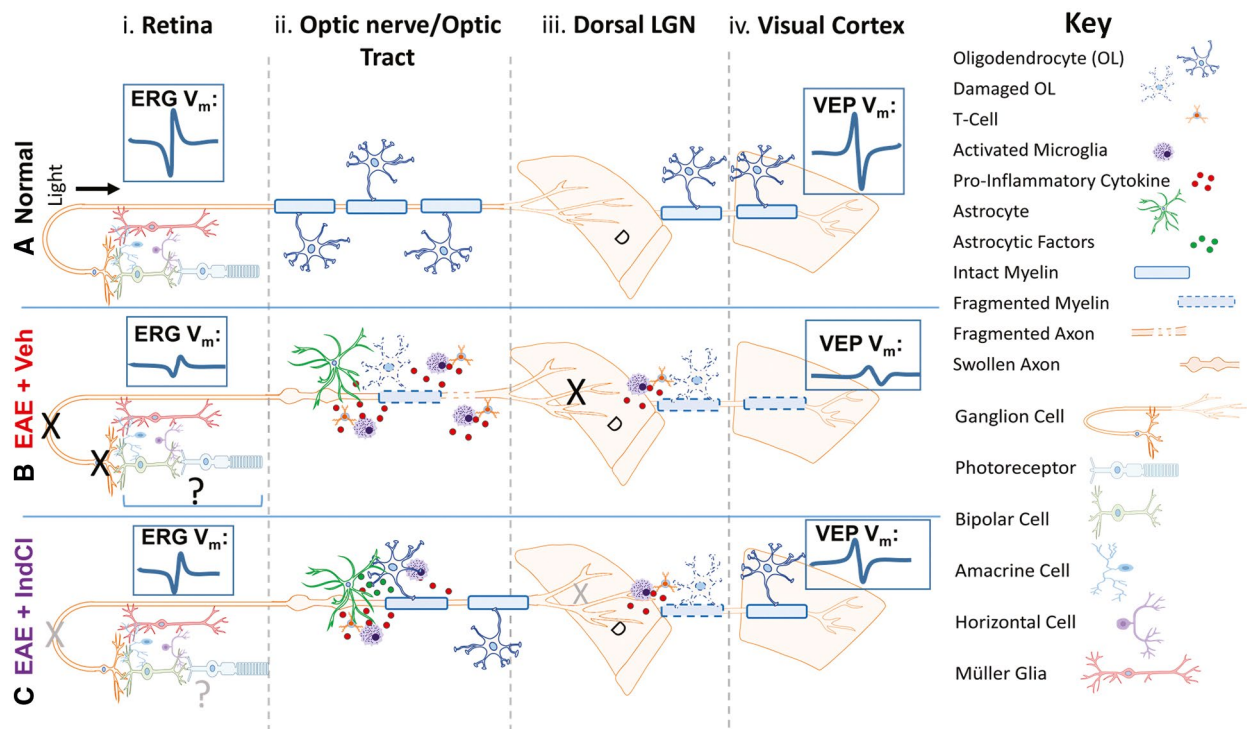 i. Retina
ii. Optic nerve/Optic
Tract
iii. Dorsal LGN
iv. Visual Cortex
A Normal
Light
ERG Vm:
VEP Vm:
B EAE + Veh
ERG Vm:
X
X
?
X
VEP Vm:
C EAE + IndCl
ERG Vm:
X
?
X
VEP Vm:
Key
Oligodendrocyte (OL)
Damaged OL
T-Cell
Activated Microglia
Pro-Inflammatory Cytokine
Astrocyte
Astrocytic Factors
Intact Myelin
Fragmented Myelin
Fragmented Axon
Swollen Axon
Ganglion Cell
Photoreceptor
Bipolar Cell
Amacrine Cell
Horizontal Cell
Müller Glia